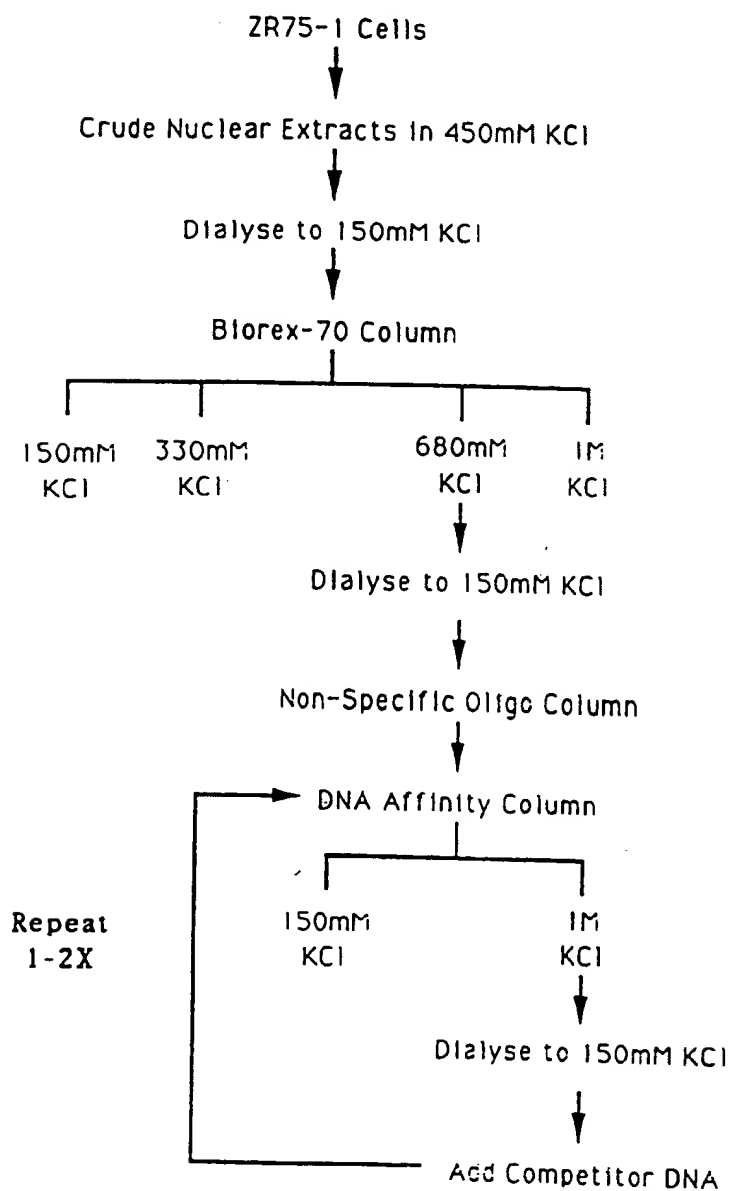 ZR75-1 Cells
Crude Nuclear Extracts in 450mM KCl
Dialyse to 150mM KCl
Biorex-70 Column
150mM KCl
330mM KCl
680mM KCl
1M KCl
Dialyse to 150mM KCl
Non-Specific Oligo Column
DNA Affinity Column
150mM KCl
1M KCl
Repeat
1-2X
Dialyse to 150mM KCl
Add Competitor DNA